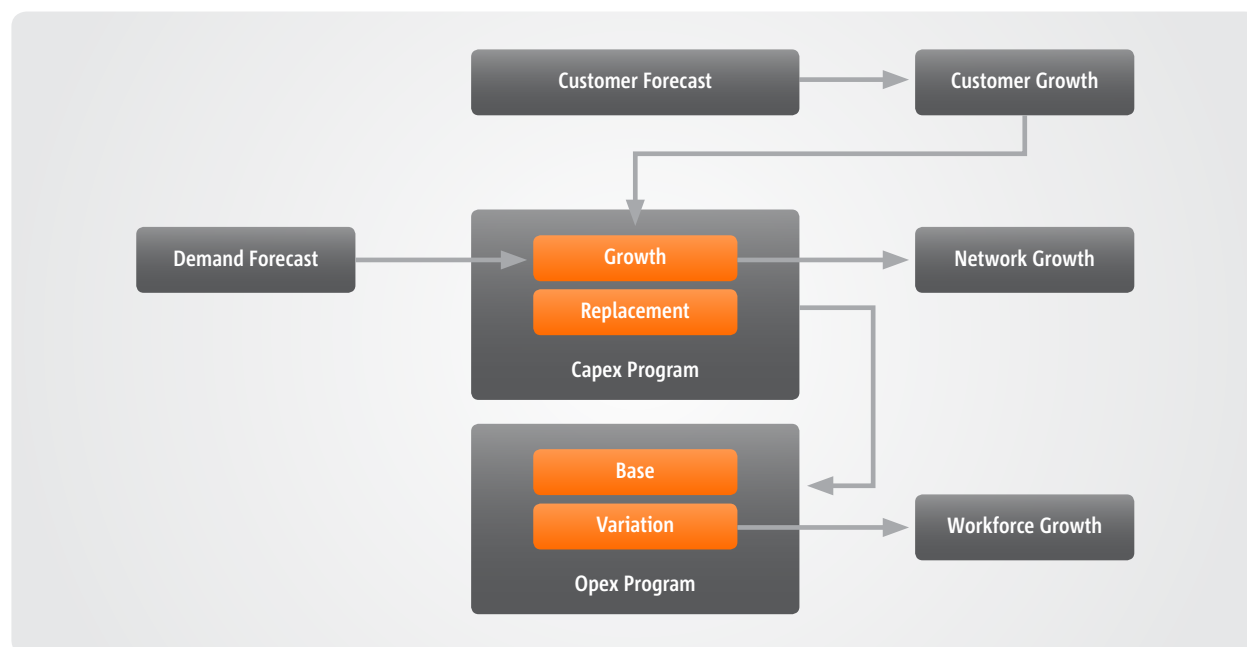 Customer Forecast
Customer Growth
Demand Forecast
Growth
Network Growth
Replacement
Capex Program
Base
Variation
Workforce Growth
Opex Program